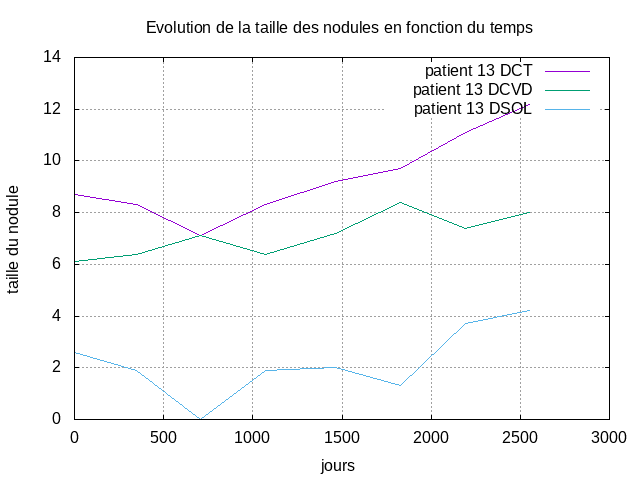 Evolution de la taille des nodules en fonction du temps
patient 13 DCT
patient 13 DCVD
patient 13 DSOL
taille du nodule
14
12
10
8
6
4
2
0
0 500 1000 1500 2000 2500 3000
jours